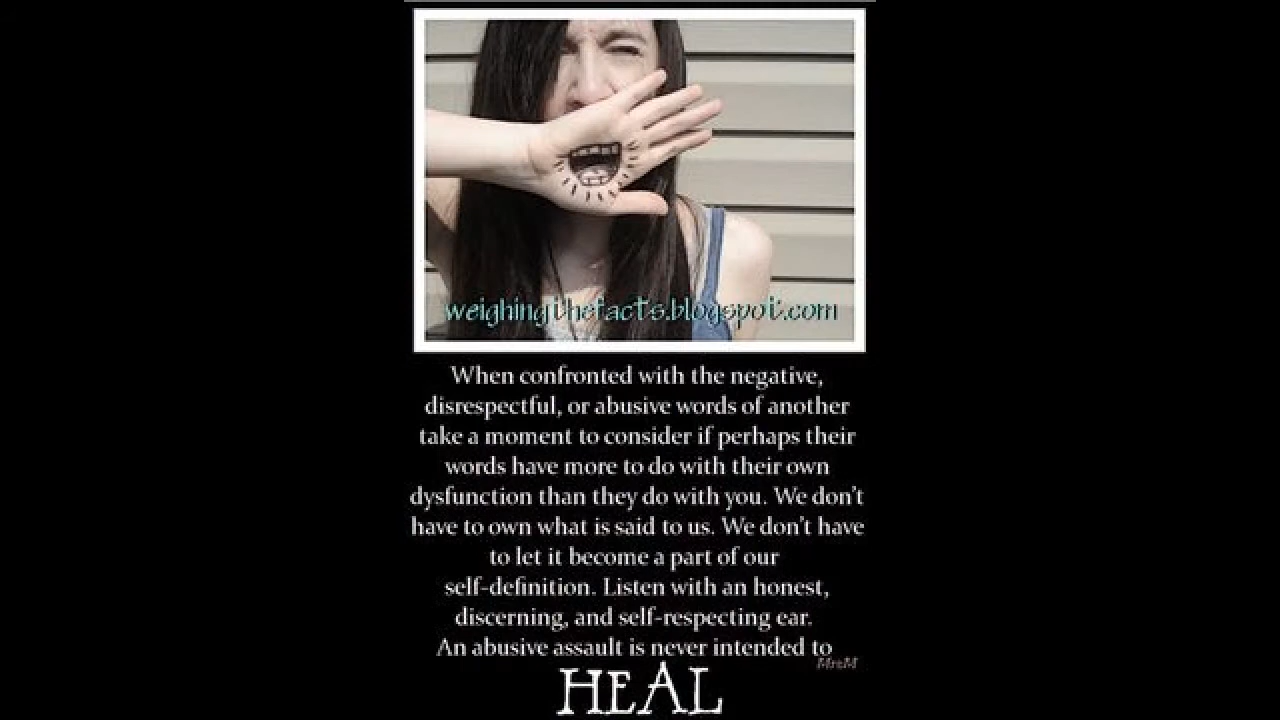 weighingthefacts.blogspot.com
When confronted with the negative,
disrespectful, or abusive words of another
take a moment to consider if perhaps their
words have more to do with their own
dysfunction than they do with you. We don't
have to own what is said to us. We don't have
to let it become a part of our
self-definition. Listen with an honest,
discerning, and self-respecting ear.
An abusive assault is never intended to
MrsM
HEAL